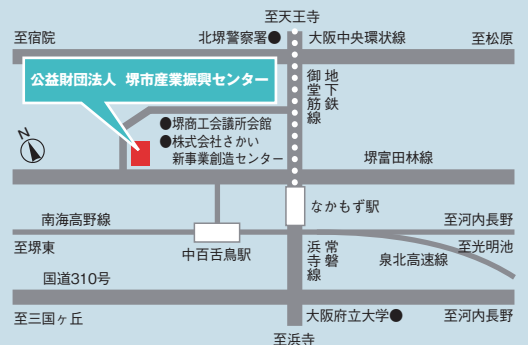 至天王寺
至宿院
北堺警察署●
大阪中央環状線
至松原
公益財団法人 堺市産業振興センター
地下鉄
御堂筋線
●堺商工会議所会館
●株式会社さかい
新事業創造センター
N
堺富田林線
なかもず駅
南海高野線
至河内長野
至堺東
中百舌鳥駅
常磐
浜寺線
泉北高速線
至光明池
国道310号
至三国ヶ丘
大阪府立大学●
至河内長野
至浜寺